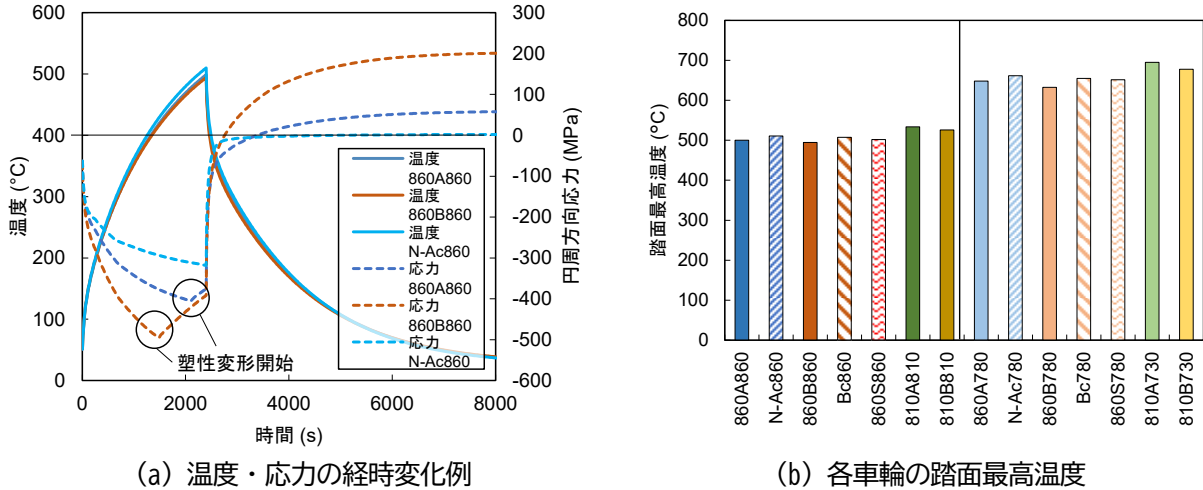 600
500
400
300
200
100
0
温度 (°C)
300
200
100
0
-100
-200
-300
-400
-500
-600
円周方向応力 (MPa)
温度
860A860
温度
860B860
温度
N-Ac860
応力
860A860
応力
860B860
応力
N-Ac860
塑性変形開始
0
2000
4000
6000
8000
時間 (s)
(a) 温度・応力の経時変化例
800
700
600
500
400
300
200
100
0
踏面最高温度 (°C)
860A860
N-Ac860
860B860
Bc860
860S860
810A810
810B810
860A780
N-Ac780
860B780
Bc780
860S780
810A730
810B730
(b) 各車輪の踏面最高温度